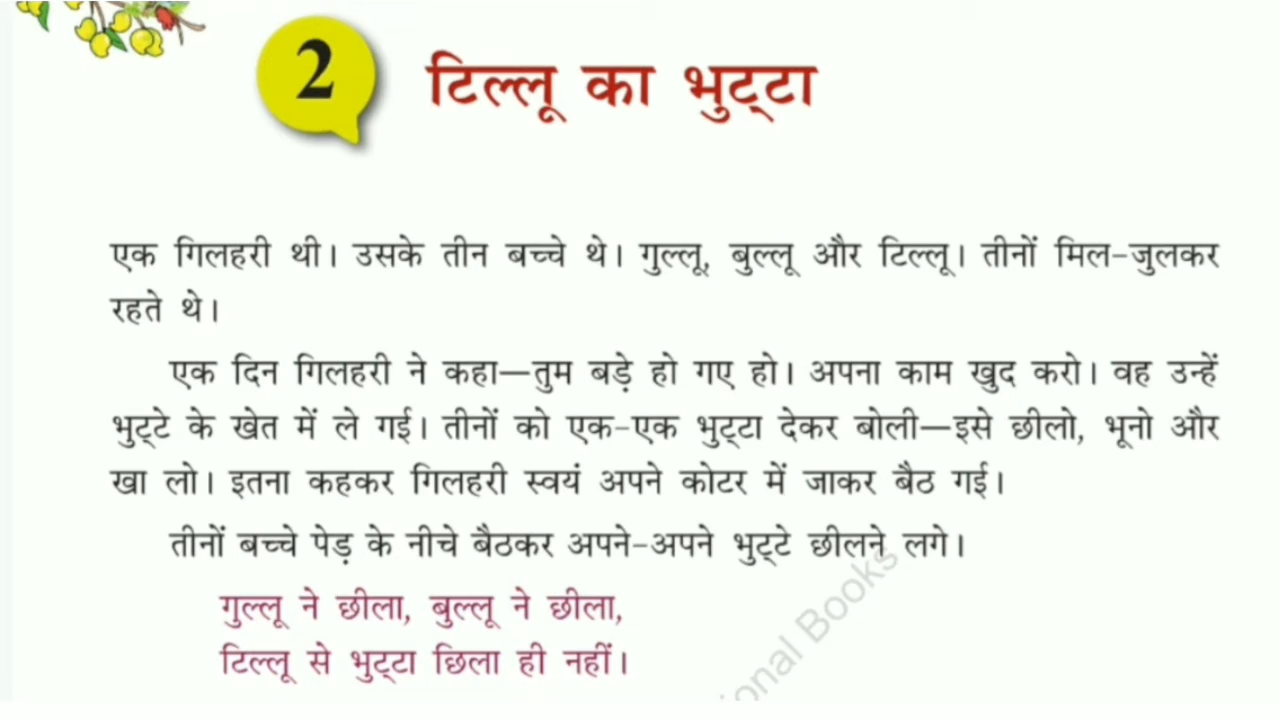 2
टिल्लू का भुट्टा
एक गिलहरी थी। उसके तीन बच्चे थे। गुल्लू, बुल्लू और टिल्लू। तीनों मिल-जुलकर
रहते थे।
एक दिन गिलहरी ने कहा—तुम बड़े हो गए हो। अपना काम खुद करो। वह उन्हें
भुट्टे के खेत में ले गई। तीनों को एक-एक भुट्टा देकर बोली—इसे छीलो, भूनो और
खा लो। इतना कहकर गिलहरी स्वयं अपने कोटर में जाकर बैठ गई।
तीनों बच्चे पेड़ के नीचे बैठकर अपने-अपने भुट्टे छीलने लगे।
गुल्लू ने छीला, बुल्लू ने छीला,
टिल्लू से भुट्टा छिला ही नहीं।
Books